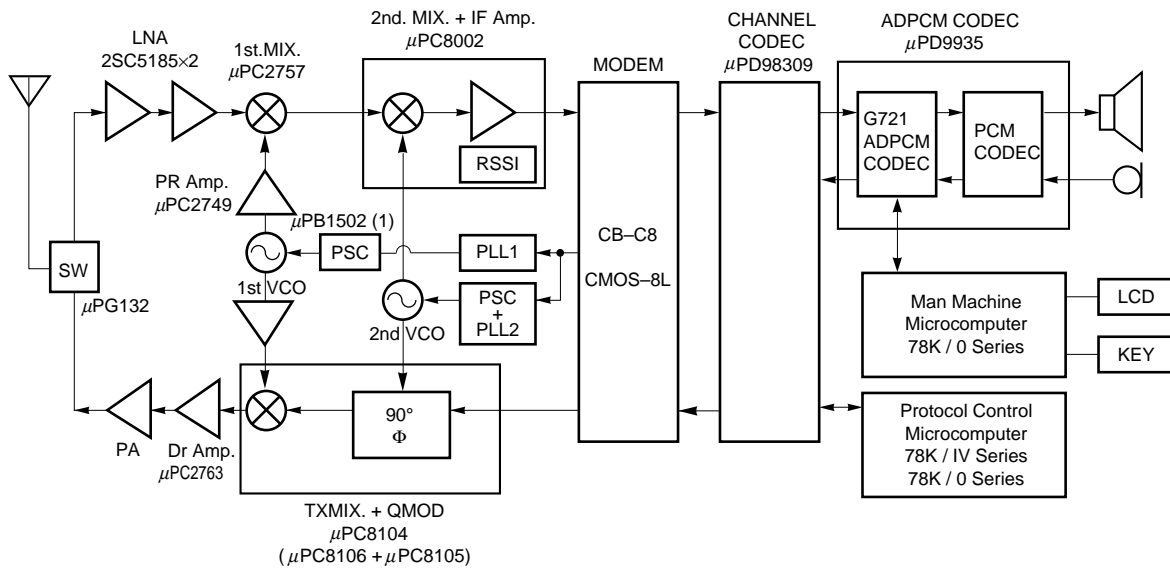 LNA
2SC5185×2
1st.MIX.
μPC2757
2nd. MIX. + IF Amp.
μPC8002
RSSI
MODEM
CB–C8
CMOS–8L
CHANNEL
CODEC
μPD98309
ADPCM CODEC
μPD9935
G721
ADPCM
CODEC
PCM
CODEC
PR Amp.
μPC2749
μPB1502 (1)
PSC
PLL1
PSC
+
PLL2
1st VCO
2nd VCO
SW
μPG132
PA
Dr Amp.
μPC2763
90°
Φ
TXMIX. + QMOD
μPC8104
( μPC8106 + μPC8105)
Man Machine
Microcomputer
78K / 0 Series
LCD
KEY
Protocol Control
Microcomputer
78K / IV Series
78K / 0 Series